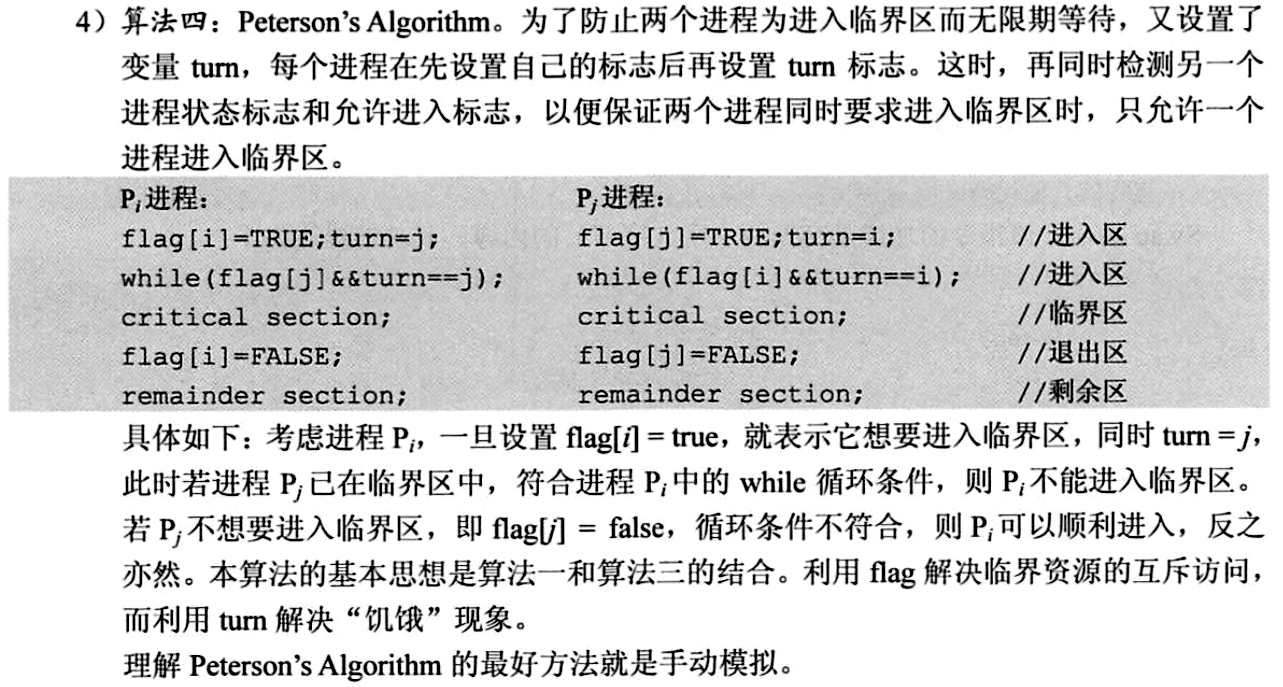 4）算法四：Peterson's Algorithm。为了防止两个进程为进入临界区而无限期等待，又设置了
变量 turn，每个进程在先设置自己的标志后再设置 turn 标志。这时，再同时检测另一个
进程状态标志和允许进入标志，以便保证两个进程同时要求进入临界区时，只允许一个
进程进入临界区。
Pi进程： Pj进程：
flag[i]=TRUE;turn=j; flag[j]=TRUE;turn=i; //进入区
while(flag[j]&&turn==j); while(flag[i]&&turn==i); //进入区
critical section; critical section; //临界区
flag[i]=FALSE; flag[j]=FALSE; //退出区
remainder section; remainder section; //剩余区
具体如下：考虑进程 Pi，一旦设置 flag[i] = true，就表示它想要进入临界区，同时 turn = j，
此时若进程 Pj 已在临界区中，符合进程 Pi 中的 while 循环条件，则 Pi 不能进入临界区。
若 Pj 不想要进入临界区，即 flag[j] = false，循环条件不符合，则 Pi 可以顺利进入，反之
亦然。本算法的基本思想是算法一和算法三的结合。利用 flag 解决临界资源的互斥访问，
而利用 turn 解决“饥饿”现象。
理解 Peterson's Algorithm 的最好方法就是手动模拟。